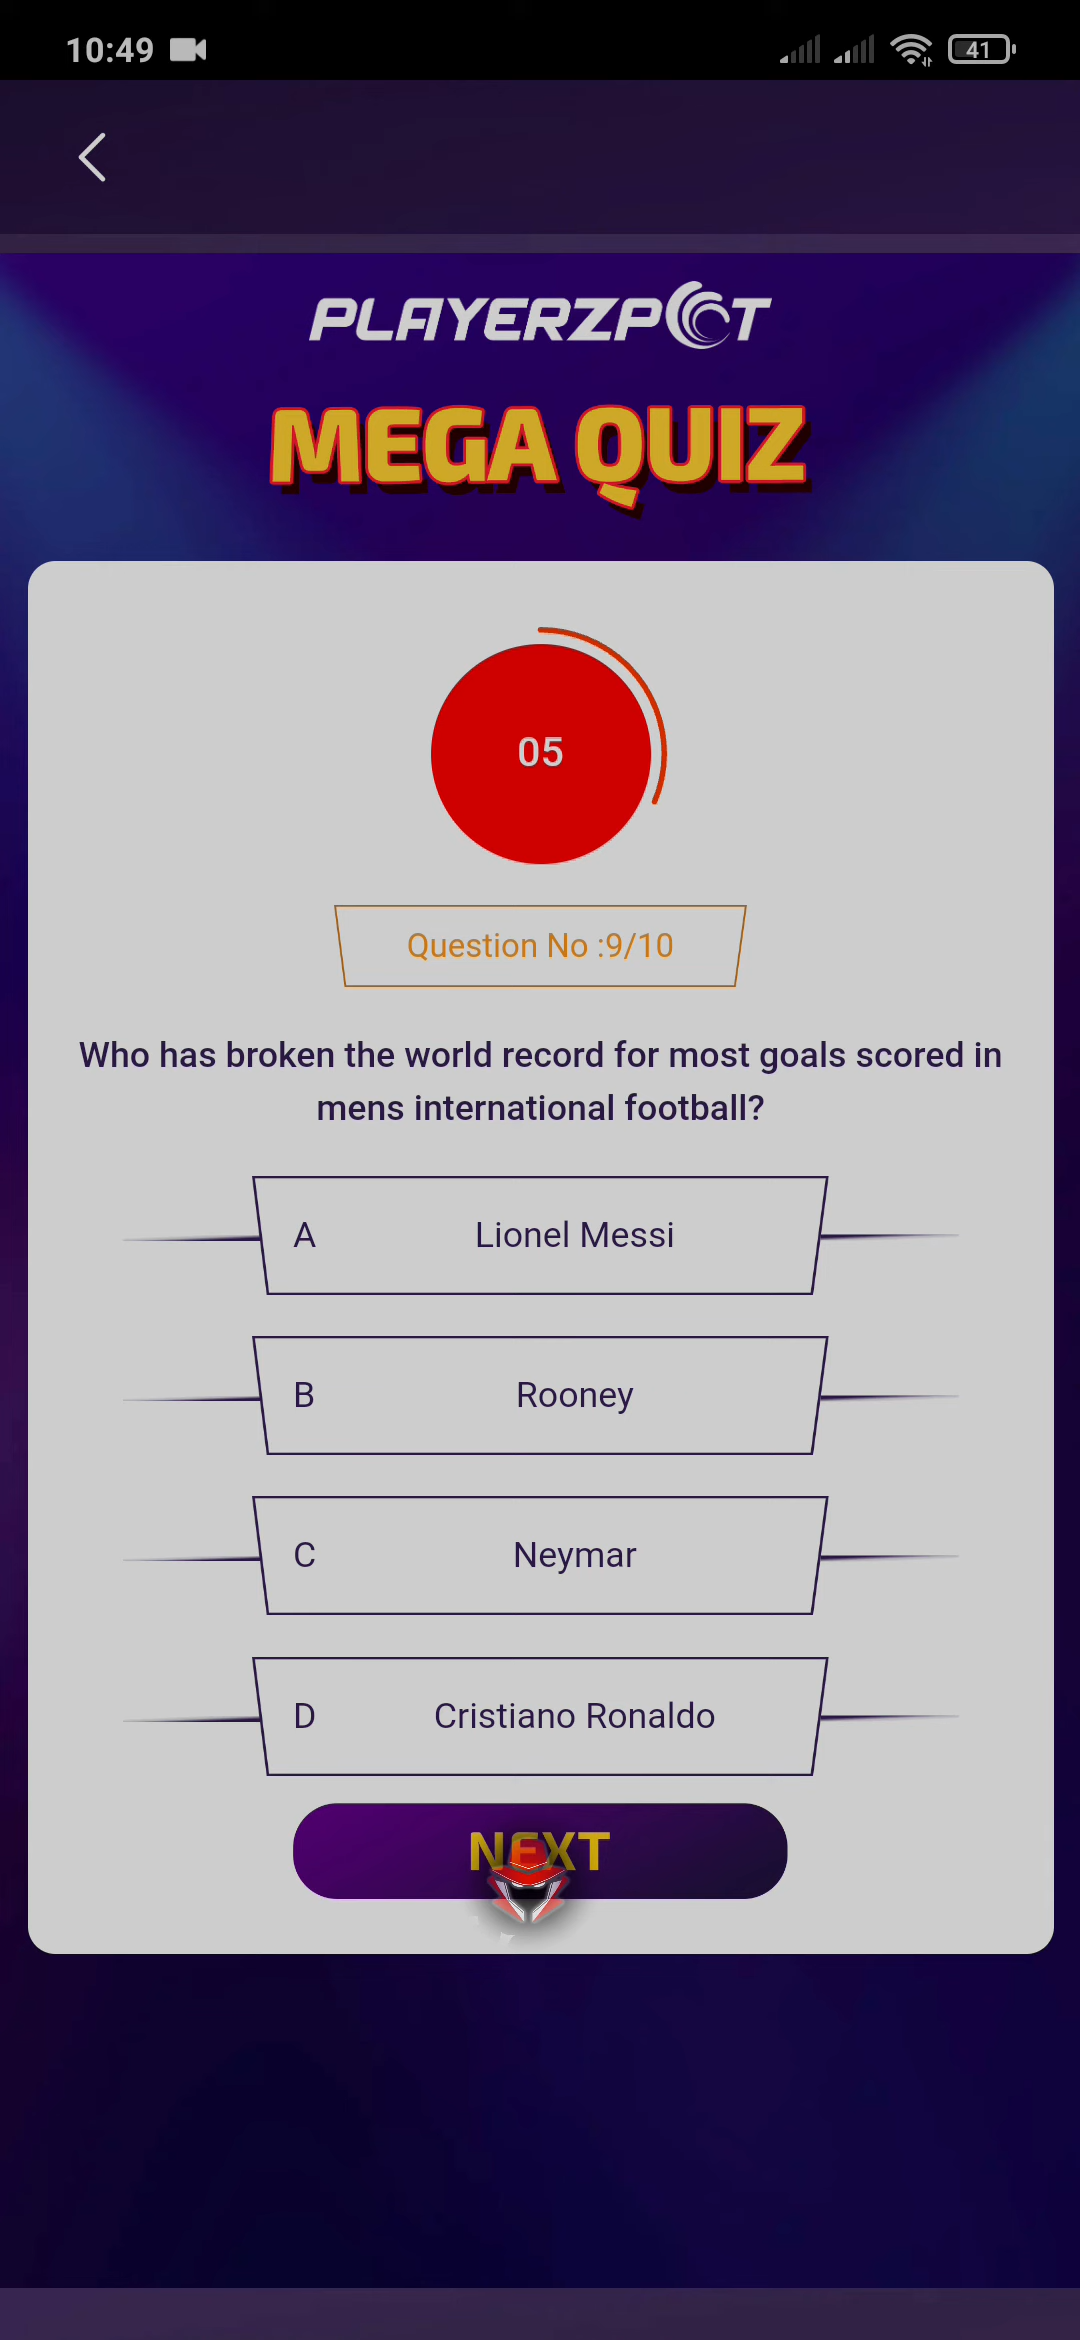 10:49
41
PLAYERZPOT
MEGA QUIZ
05
Question No :9/10
Who has broken the world record for most goals scored in
mens international football?
A Lionel Messi
B Rooney
C Neymar
D Cristiano Ronaldo
NEXT